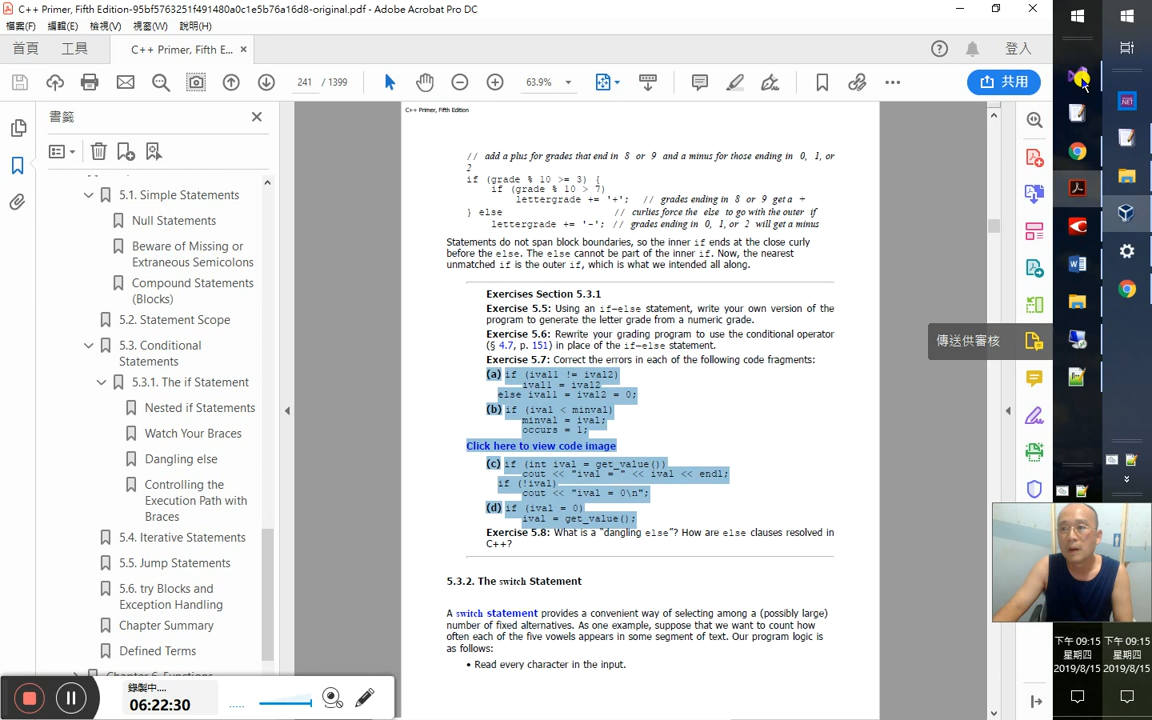 C++ Primer, Fifth Edition-95bf5763251f491480a0c1e5b76a16d8-original.pdf - Adobe Acrobat Pro DC
檔案(F) 編輯(E) 檢視(V) 視窗(W) 說明(H)
首頁 工具 C++ Primer, Fifth E... × 登入
241 / 1399 63.9% 共用
書籤
5.1. Simple Statements
Null Statements
Beware of Missing or
Extraneous Semicolons
Compound Statements
(Blocks)
5.2. Statement Scope
5.3. Conditional
Statements
5.3.1. The if Statement
Nested if Statements
Watch Your Braces
Dangling else
Controlling the
Execution Path with
Braces
5.4. Iterative Statements
5.5. Jump Statements
5.6. try Blocks and
Exception Handling
Chapter Summary
Defined Terms
Chapter 6. Functions
C++ Primer, Fifth Edition
// add a plus for grades that end in 8 or 9 and a minus for those ending in 0, 1, or
2
if (grade % 10 >= 3) {
if (grade % 10 > 7)
lettergrade += '+'; // grades ending in 8 or 9 get a +
} else // curlies force the else to go with the outer if
lettergrade += '-'; // grades ending in 0, 1, or 2 will get a minus
Statements do not span block boundaries, so the inner if ends at the close curly
before the else. The else cannot be part of the inner if. Now, the nearest
unmatched if is the outer if, which is what we intended all along.
Exercises Section 5.3.1
Exercise 5.5: Using an if–else statement, write your own version of the
program to generate the letter grade from a numeric grade.
Exercise 5.6: Rewrite your grading program to use the conditional operator
(§ 4.7, p. 151) in place of the if–else statement.
Exercise 5.7: Correct the errors in each of the following code fragments:
(a) if (ival1 != ival2)
ival1 = ival2
else ival1 = ival2 = 0;
(b) if (ival < minval)
minval = ival;
occurs = 1;
Click here to view code image
(c) if (int ival = get_value())
cout << "ival = " << ival << endl;
if (!ival)
cout << "ival = 0\n";
(d) if (ival = 0)
ival = get_value();
Exercise 5.8: What is a “dangling else”? How are else clauses resolved in
C++?
5.3.2. The switch Statement
A switch statement provides a convenient way of selecting among a (possibly large)
number of fixed alternatives. As one example, suppose that we want to count how
often each of the five vowels appears in some segment of text. Our program logic is
as follows:
• Read every character in the input.
傳送供審核
錄製中....
06:22:30
下午 09:15 下午 09:15
星期四 星期四
2019/8/15 2019/8/15